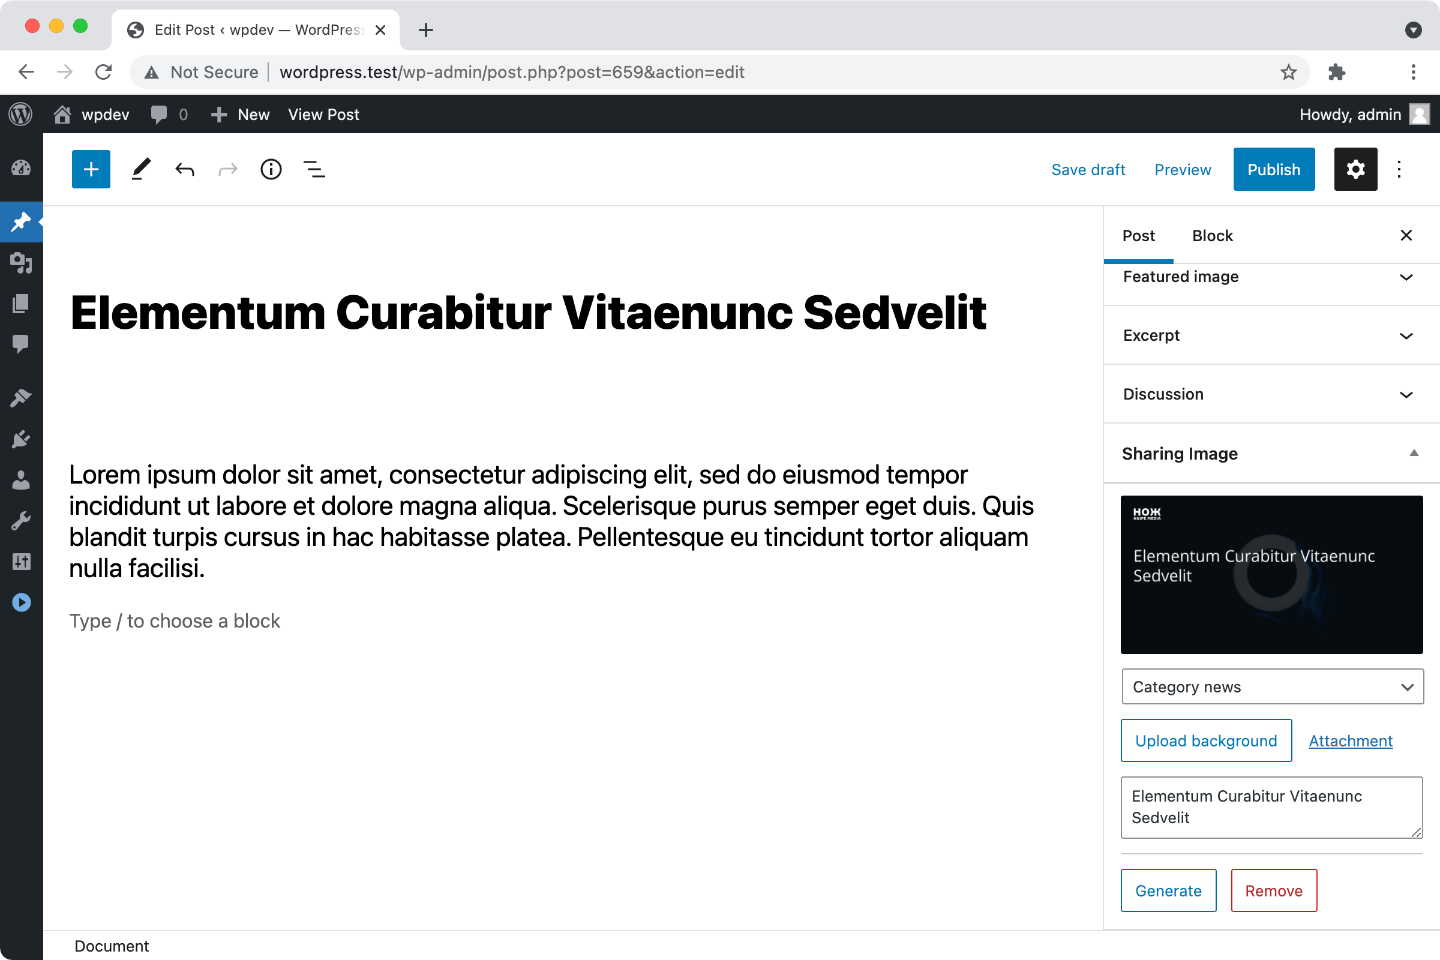 Edit Post ‹ wpdev — WordPress
Not Secure
wordpress.test/wp-admin/post.php?post=659&action=edit
wpdev
0
New
View Post
Howdy, admin
Save draft
Preview
Publish
Post
Block
Elementum Curabitur Vitaenunc Sedvelit
Lorem ipsum dolor sit amet, consectetur adipiscing elit, sed do eiusmod tempor
incididunt ut labore et dolore magna aliqua. Scelerisque purus semper eget duis. Quis
blandit turpis cursus in hac habitasse platea. Pellentesque eu tincidunt tortor aliquam
nulla facilisi.
Type / to choose a block
Featured image
Excerpt
Discussion
Sharing Image
НОЖ
KNIFE.MEDIA
Elementum Curabitur Vitaenunc
Sedvelit
Category news
Upload background
Attachment
Elementum Curabitur Vitaenunc
Sedvelit
Generate
Remove
Document